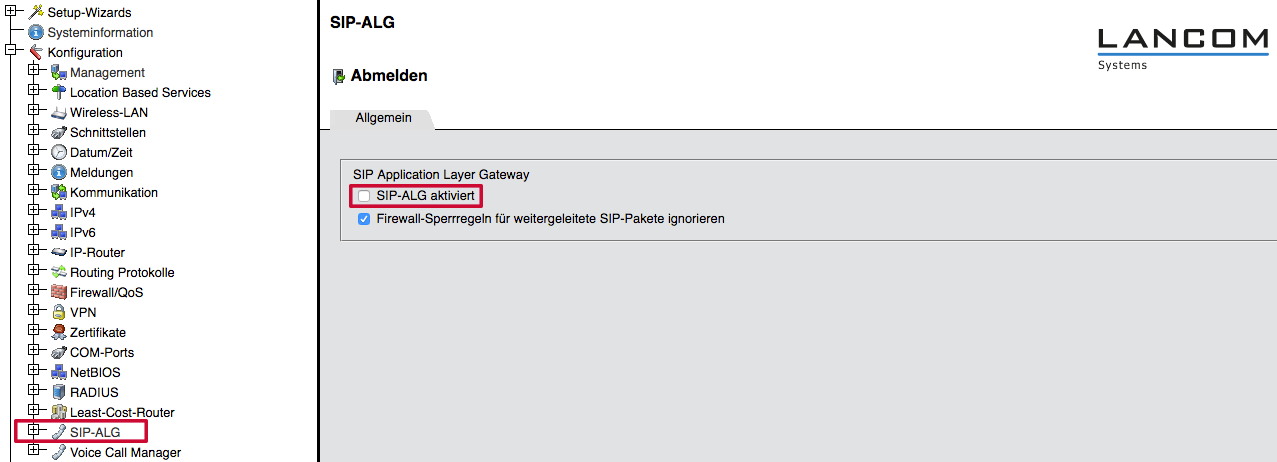 Setup-Wizards
Systeminformation
Konfiguration
Management
Location Based Services
Wireless-LAN
Schnittstellen
Datum/Zeit
Meldungen
Kommunikation
IPv4
IPv6
IP-Router
Routing Protokolle
Firewall/QoS
VPN
Zertifikate
COM-Ports
NetBIOS
RADIUS
Least-Cost-Router
SIP-ALG
Voice Call Manager
SIP-ALG
LANCOM
Systems
Abmelden
Allgemein
SIP Application Layer Gateway
SIP-ALG aktiviert
Firewall-Sperrregeln für weitergeleitete SIP-Pakete ignorieren